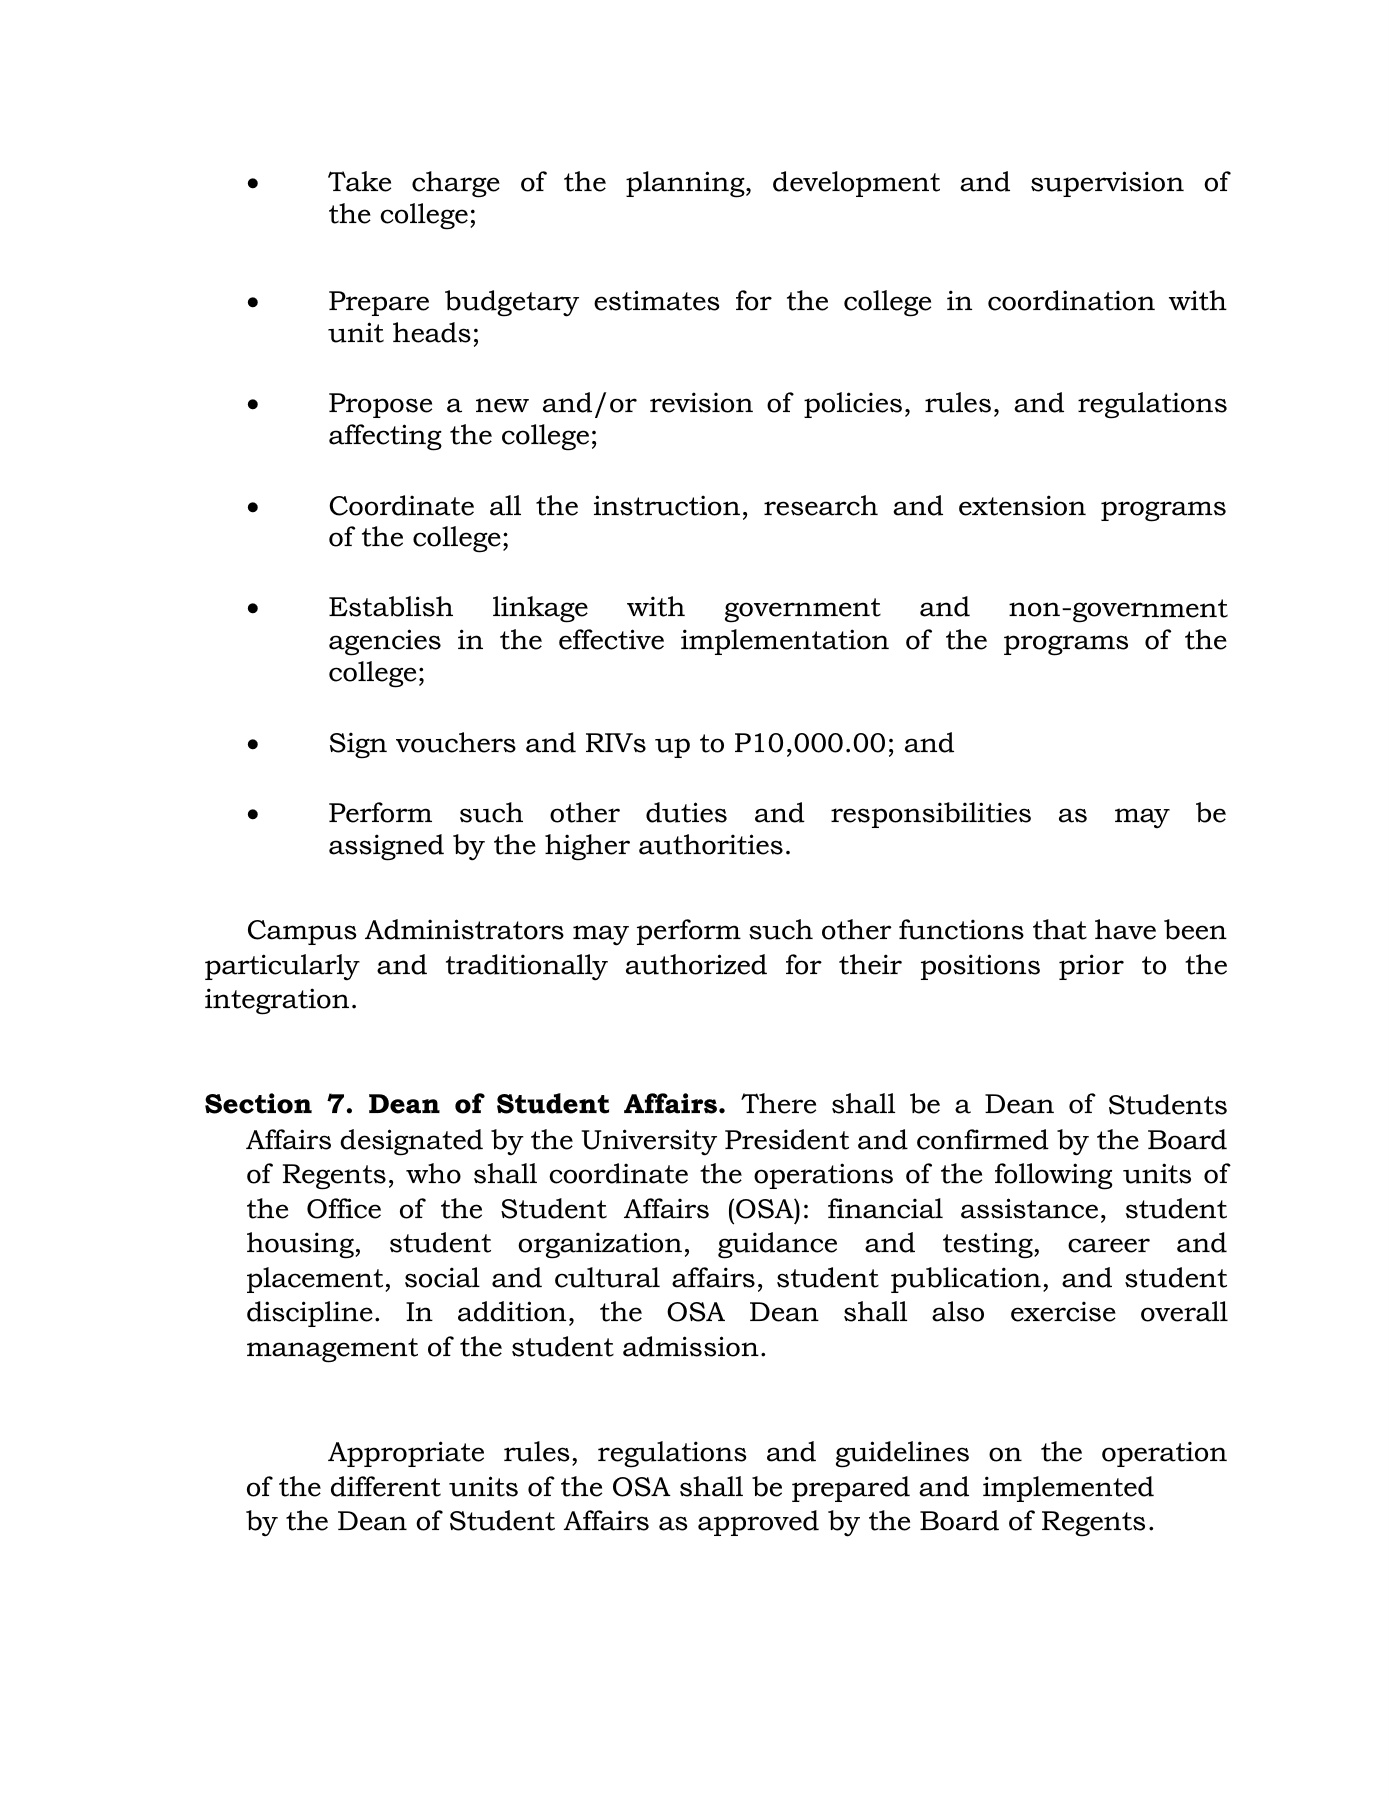 • Take charge of the planning, development and supervision of
the college;
• Prepare budgetary estimates for the college in coordination with
unit heads;
• Propose a new and/or revision of policies, rules, and regulations
affecting the college;
• Coordinate all the instruction, research and extension programs
of the college;
• Establish linkage with government and non-government
agencies in the effective implementation of the programs of the
college;
• Sign vouchers and RIVs up to P10,000.00; and
• Perform such other duties and responsibilities as may be
assigned by the higher authorities.
Campus Administrators may perform such other functions that have been
particularly and traditionally authorized for their positions prior to the
integration.
Section 7. Dean of Student Affairs. There shall be a Dean of Students
Affairs designated by the University President and confirmed by the Board
of Regents, who shall coordinate the operations of the following units of
the Office of the Student Affairs (OSA): financial assistance, student
housing, student organization, guidance and testing, career and
placement, social and cultural affairs, student publication, and student
discipline. In addition, the OSA Dean shall also exercise overall
management of the student admission.
Appropriate rules, regulations and guidelines on the operation
of the different units of the OSA shall be prepared and implemented
by the Dean of Student Affairs as approved by the Board of Regents.